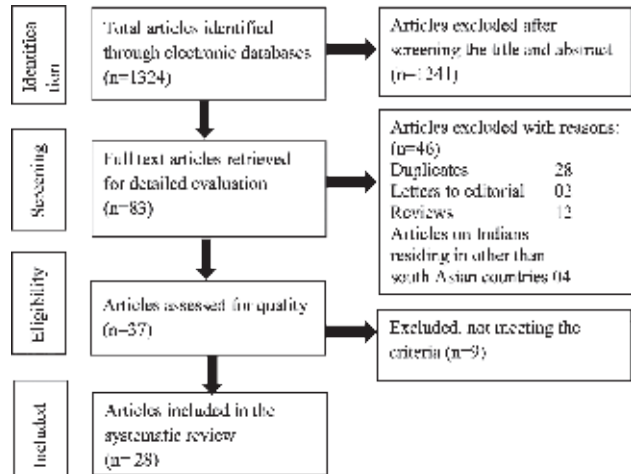 Identifica
tion
Total articles identified
through electronic databases
(n=1324)
Articles excluded after
screening the title and abstract
(n=1241)
Screening
Full text articles retrieved
for detailed evaluation
(n=83)
Articles excluded with reasons:
(n=46)
Duplicates 28
Letters to editorial 02
Reviews 12
Articles on Indians
residing in other than
south Asian countries 04
Eligibility
Articles assessed for quality
(n=37)
Excluded, not meeting the
criteria (n=9)
Included
Articles included in the
systematic review
(n= 28)